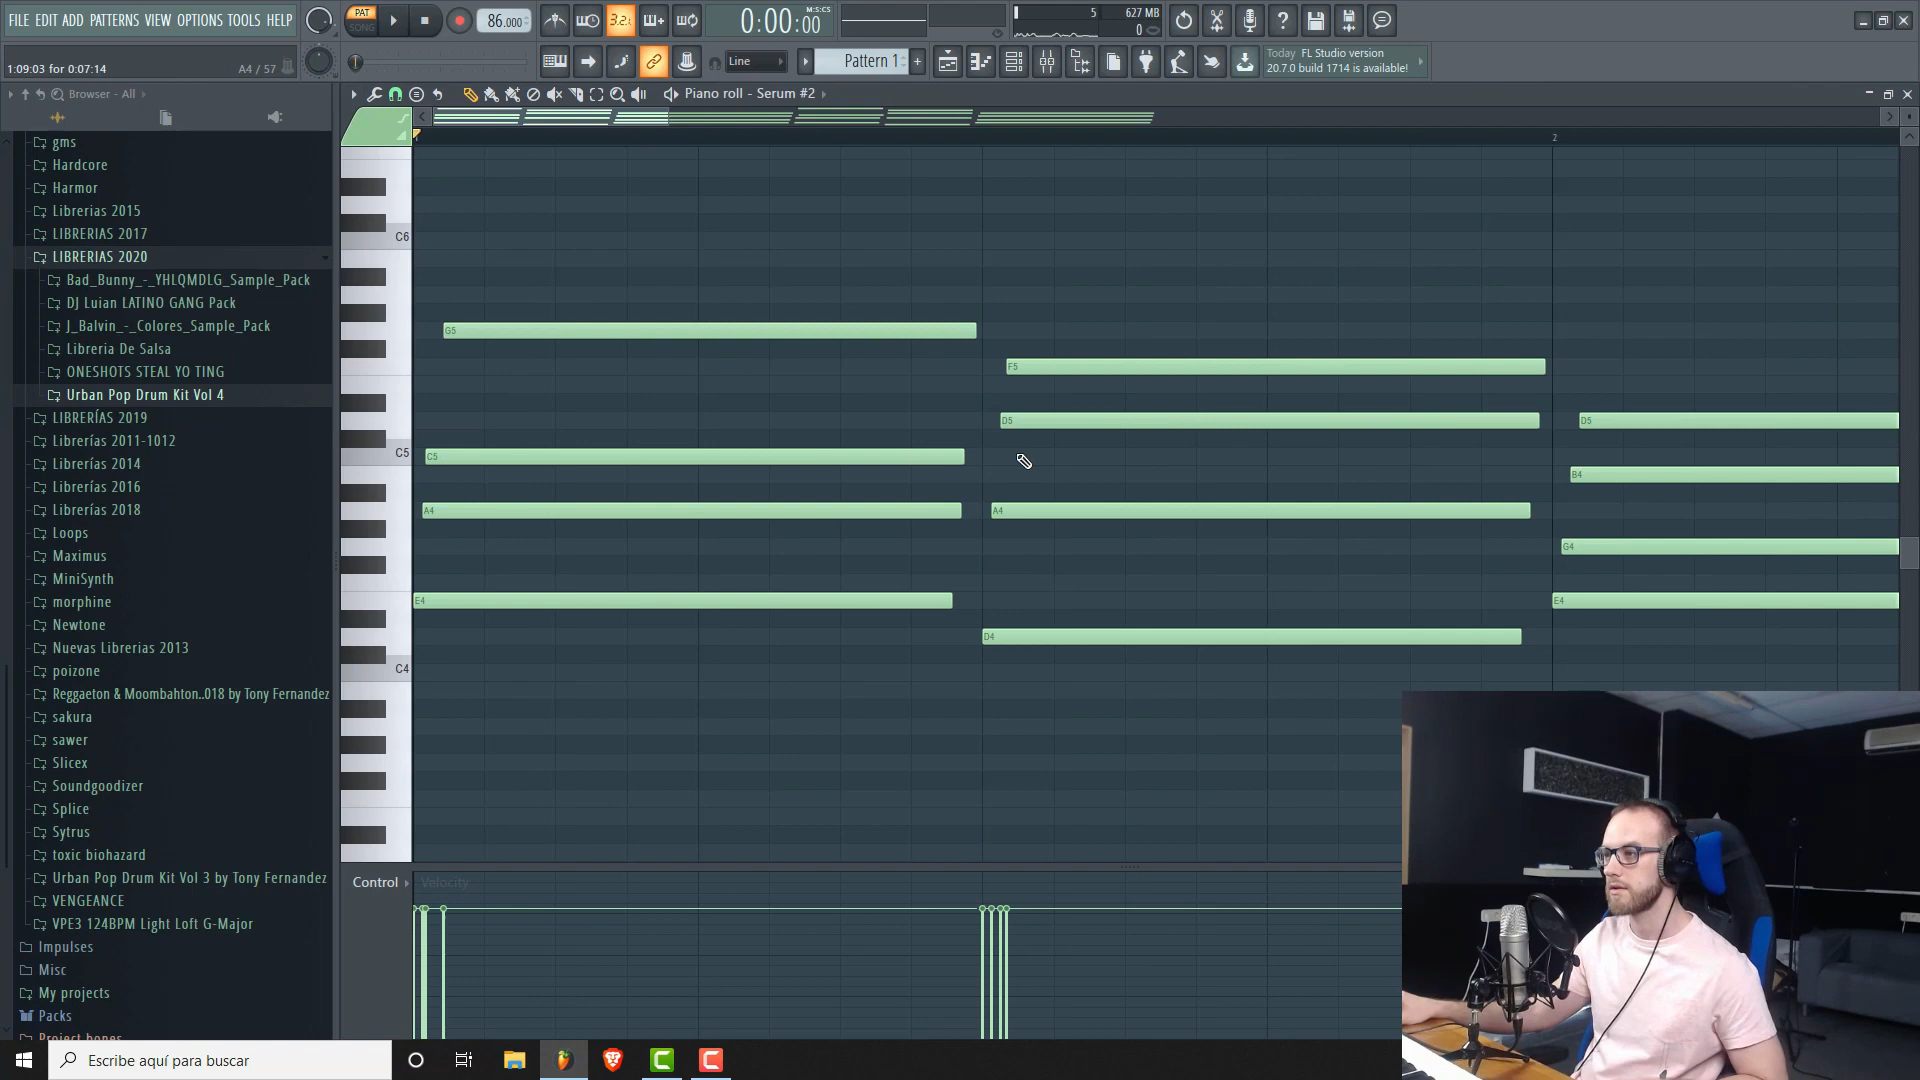 FILE EDIT ADD PATTERNS VIEW OPTIONS TOOLS HELP
PAT
SONG
86.000
3.2.
0:00:00
M:S:CS
5
627 MB
0
1:09:03 for 0:07:14
A4 / 57
Line
Pattern 1
+
Today FL Studio version
20.7.0 build 1714 is available!
Browser - All
Piano roll - Serum #2
gms
Hardcore
Harmor
Librerias 2015
LIBRERIAS 2017
LIBRERIAS 2020
Bad_Bunny_-_YHLQMDLG_Sample_Pack
DJ Luian LATINO GANG Pack
J_Balvin_-_Colores_Sample_Pack
Libreria De Salsa
ONESHOTS STEAL YO TING
Urban Pop Drum Kit Vol 4
LIBRERÍAS 2019
Librerías 2011-1012
Librerías 2014
Librerías 2016
Librerías 2018
Loops
Maximus
MiniSynth
morphine
Newtone
Nuevas Librerias 2013
poizone
Reggaeton & Moombahton..018 by Tony Fernandez
sakura
sawer
Slicex
Soundgoodizer
Splice
Sytrus
toxic biohazard
Urban Pop Drum Kit Vol 3 by Tony Fernandez
VENGEANCE
VPE3 124BPM Light Loft G-Major
Impulses
Misc
My projects
Packs
Project bones
2
C6
C5
C4
G5
F5
D5
D5
C5
B4
A4
A4
G4
E4
E4
D4
Control
Velocity
Escribe aquí para buscar